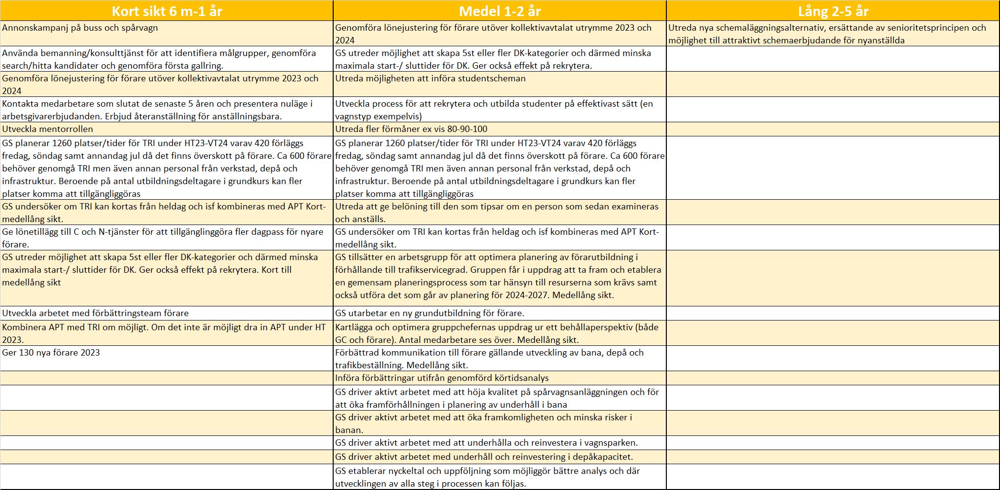 Kort sikt 6 m-1 år
Medel 1-2 år
Lång 2-5 år
Annonskampanj på buss och spårvagn
Genomföra lönejustering för förare utöver kollektivavtalat utrymme 2023 och
2024
Utreda nya schemaläggningsalternativ, ersättande av senioritetsprincipen och
möjlighet till attraktivt schemaerbjudande för nyanställda
Använda bemanning/konsulttjänst för att identifiera målgrupper, genomföra
search/hitta kandidater och genomföra första gallring.
GS utreder möjlighet att skapa 5st eller fler DK-kategorier och därmed minska
maximala start-/ sluttider för DK. Ger också effekt på rekrytera.
Genomföra lönejustering för förare utöver kollektivavtalat utrymme 2023 och
2024
Utreda möjligheten att införa studentscheman
Kontakta medarbetare som slutat de senaste 5 åren och presentera nuläge i
arbetsgivarerbjudanden. Erbjud återanställning för anställningsbara.
Utveckla process för att rekrytera och utbilda studenter på effektivast sätt (en
vagnstyp exempelvis)
Utveckla mentorrollen
Utreda fler förmåner ex vis 80-90-100
GS planerar 1260 platser/tider för TRI under HT23-VT24 varav 420 förläggs
fredag, söndag samt annandag jul då det finns överskott på förare. Ca 600 förare
behöver genomgå TRI men även annan personal från verkstad, depå och
infrastruktur. Beroende på antal utbildningsdeltagare i grundkurs kan fler
platser komma att tillgängliggöras
GS planerar 1260 platser/tider för TRI under HT23-VT24 varav 420 förläggs
fredag, söndag samt annandag jul då det finns överskott på förare. Ca 600 förare
behöver genomgå TRI men även annan personal från verkstad, depå och
infrastruktur. Beroende på antal utbildningsdeltagare i grundkurs kan fler
platser komma att tillgängliggöras
GS undersöker om TRI kan kortas från heldag och isf kombineras med APT Kort-
medellång sikt.
Utreda att ge belöning till den som tipsar om en person som sedan examineras
och anställs.
Ge lönetillägg till C och N-tjänster för att tillgänlinggöra fler dagpass för nyare
förare.
GS undersöker om TRI kan kortas från heldag och isf kombineras med APT Kort-
medellång sikt.
GS utreder möjlighet att skapa 5st eller fler DK-kategorier och därmed minska
maximala start-/ sluttider för DK. Ger också effekt på rekrytera. Kort till
medellång sikt
GS tillsätter en arbetsgrupp för att optimera planering av förarutbildning i
förhållande till trafikservicegrad. Gruppen får i uppdrag att ta fram och etablera
en gemensam planeringsprocess som tar hänsyn till resurserna som krävs samt
också utföra det som går av planering för 2024-2027. Medellång sikt.
Utveckla arbetet med förbättringsteam förare
GS utarbetar en ny grundutbildning för förare.
Kombinera APT med TRI om möjligt. Om det inte är möjligt dra in APT under HT
2023.
Kartlägga och optimera gruppchefernas uppdrag ur ett behållaperspektiv (både
GC och förare). Antal medarbetare ses över. Medellång sikt.
Ger 130 nya förare 2023
Förbättrad kommunikation till förare gällande utveckling av bana, depå och
trafikbeställning. Medellång sikt.
Införa förbättringar utifrån genomförd körtidsanalys
GS driver aktivt arbetet med att höja kvalitet på spårvagnsanläggningen och för
att öka framförhållningen i planering av underhåll i bana
GS driver aktivt arbetet med att öka framkomligheten och minska risker i
banan.
GS driver aktivt arbetet med att underhålla och reinvestera i vagnsparken.
GS driver aktivt arbetet med underhåll och reinvestering i depåkapacitet.
GS etablerar nyckeltal och uppföljning som möjliggör bättre analys och där
utvecklingen av alla steg i processen kan följas.